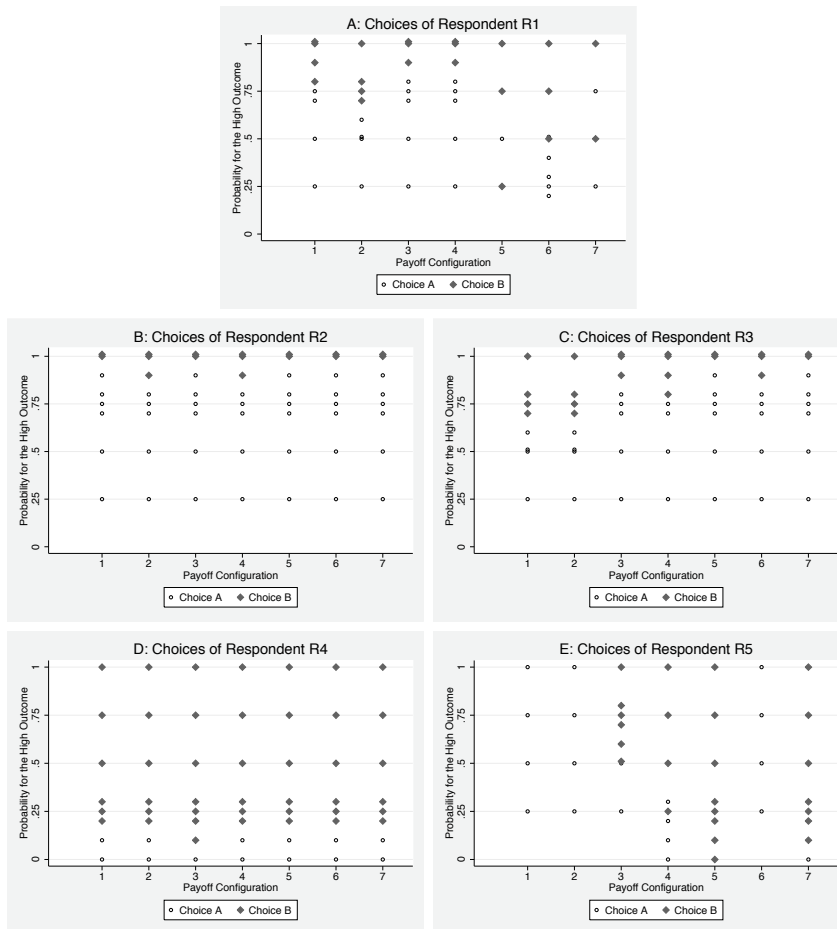 A: Choices of Respondent R1
Probability for the High Outcome
1
.75
.5
.25
0
1 2 3 4 5 6 7
Payoff Configuration
Choice A Choice B
B: Choices of Respondent R2
Probability for the High Outcome
1
.75
.5
.25
0
1 2 3 4 5 6 7
Payoff Configuration
Choice A Choice B
C: Choices of Respondent R3
Probability for the High Outcome
1
.75
.5
.25
0
1 2 3 4 5 6 7
Payoff Configuration
Choice A Choice B
D: Choices of Respondent R4
Probability for the High Outcome
1
.75
.5
.25
0
1 2 3 4 5 6 7
Payoff Configuration
Choice A Choice B
E: Choices of Respondent R5
Probability for the High Outcome
1
.75
.5
.25
0
1 2 3 4 5 6 7
Payoff Configuration
Choice A Choice B